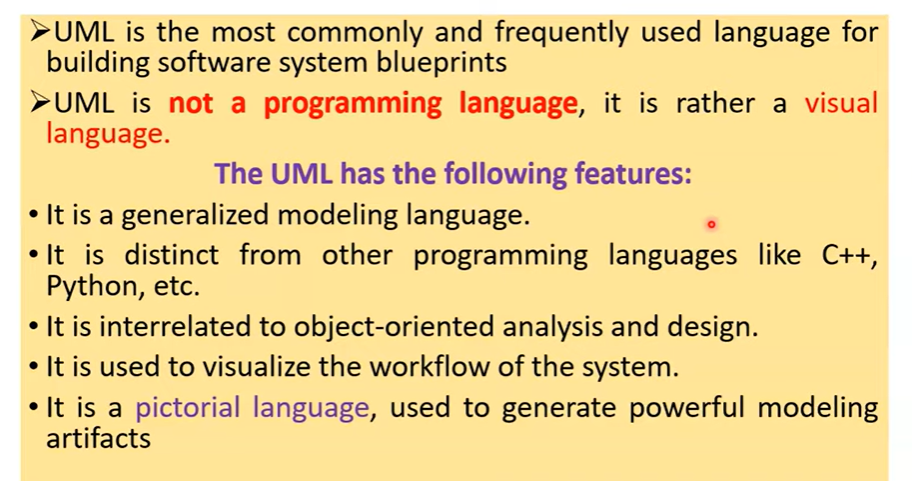 ➢UML is the most commonly and frequently used language for
building software system blueprints
➢UML is not a programming language, it is rather a visual
language.
The UML has the following features:
• It is a generalized modeling language.
• It is distinct from other programming languages like C++,
Python, etc.
• It is interrelated to object-oriented analysis and design.
• It is used to visualize the workflow of the system.
• It is a pictorial language, used to generate powerful modeling
artifacts